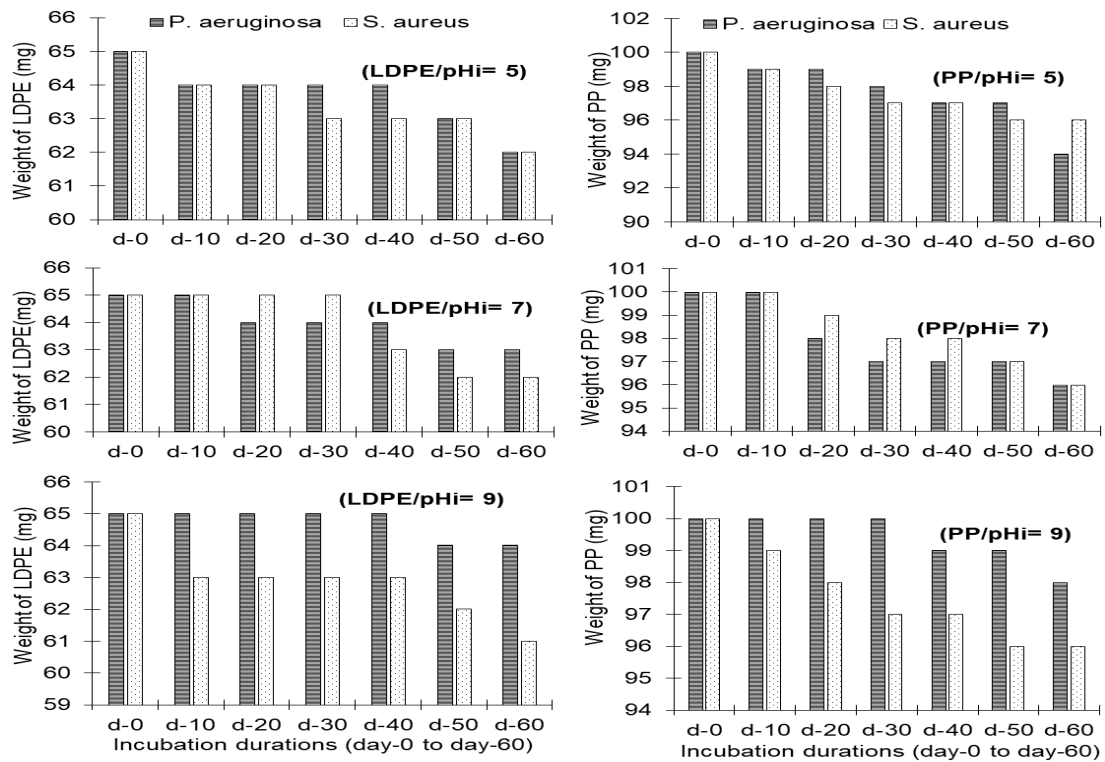 P. aeruginosa S. aureus
Weight of LDPE (mg)
66
65
64
63
62
61
60
(LDPE/pHi= 5)
d-0 d-10 d-20 d-30 d-40 d-50 d-60
P. aeruginosa S. aureus
Weight of PP (mg)
102
100
98
96
94
92
90
(PP/pHi= 5)
d-0 d-10 d-20 d-30 d-40 d-50 d-60
Weight of LDPE(mg)
66
65
64
63
62
61
60
(LDPE/pHi= 7)
d-0 d-10 d-20 d-30 d-40 d-50 d-60
Weight of PP (mg)
101
100
99
98
97
96
95
94
(PP/pHi= 7)
d-0 d-10 d-20 d-30 d-40 d-50 d-60
Weight of LDPE (mg)
66
65
64
63
62
61
60
59
(LDPE/pHi= 9)
d-0 d-10 d-20 d-30 d-40 d-50 d-60
Incubation durations (day-0 to day-60)
Weight of PP (mg)
101
100
99
98
97
96
95
94
(PP/pHi= 9)
d-0 d-10 d-20 d-30 d-40 d-50 d-60
Incubation durations (day-0 to day-60)